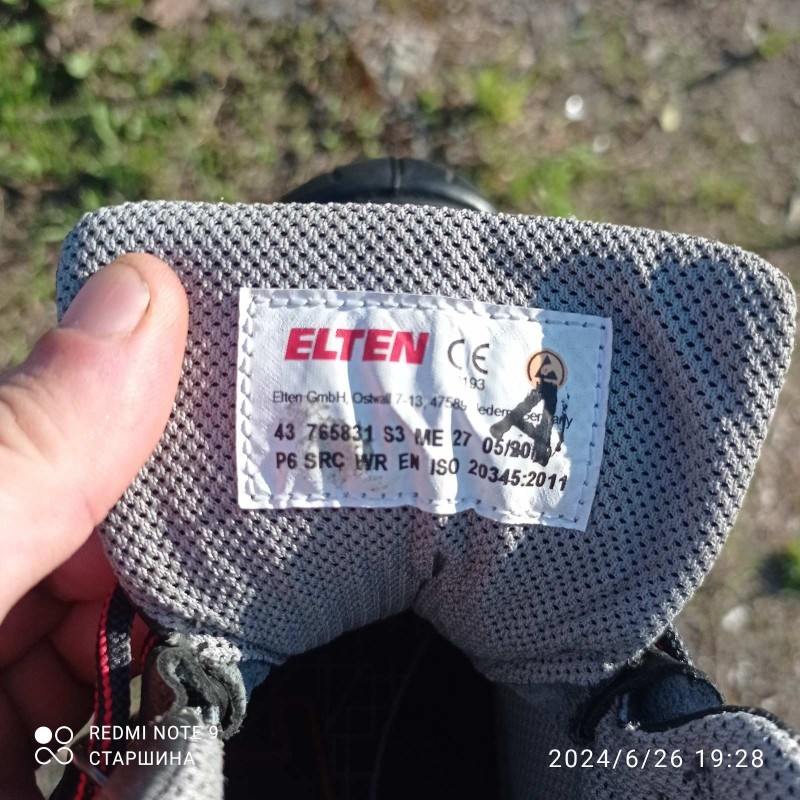 ELTEN CE
193
Elten GmbH, Ostwall 7-13, 47589
43 765831 S3 ME 27
P6 SRC WR EN ISO 20345:2011
REDMI NOTE 9
СТАРШИНА
2024/6/26 19:28